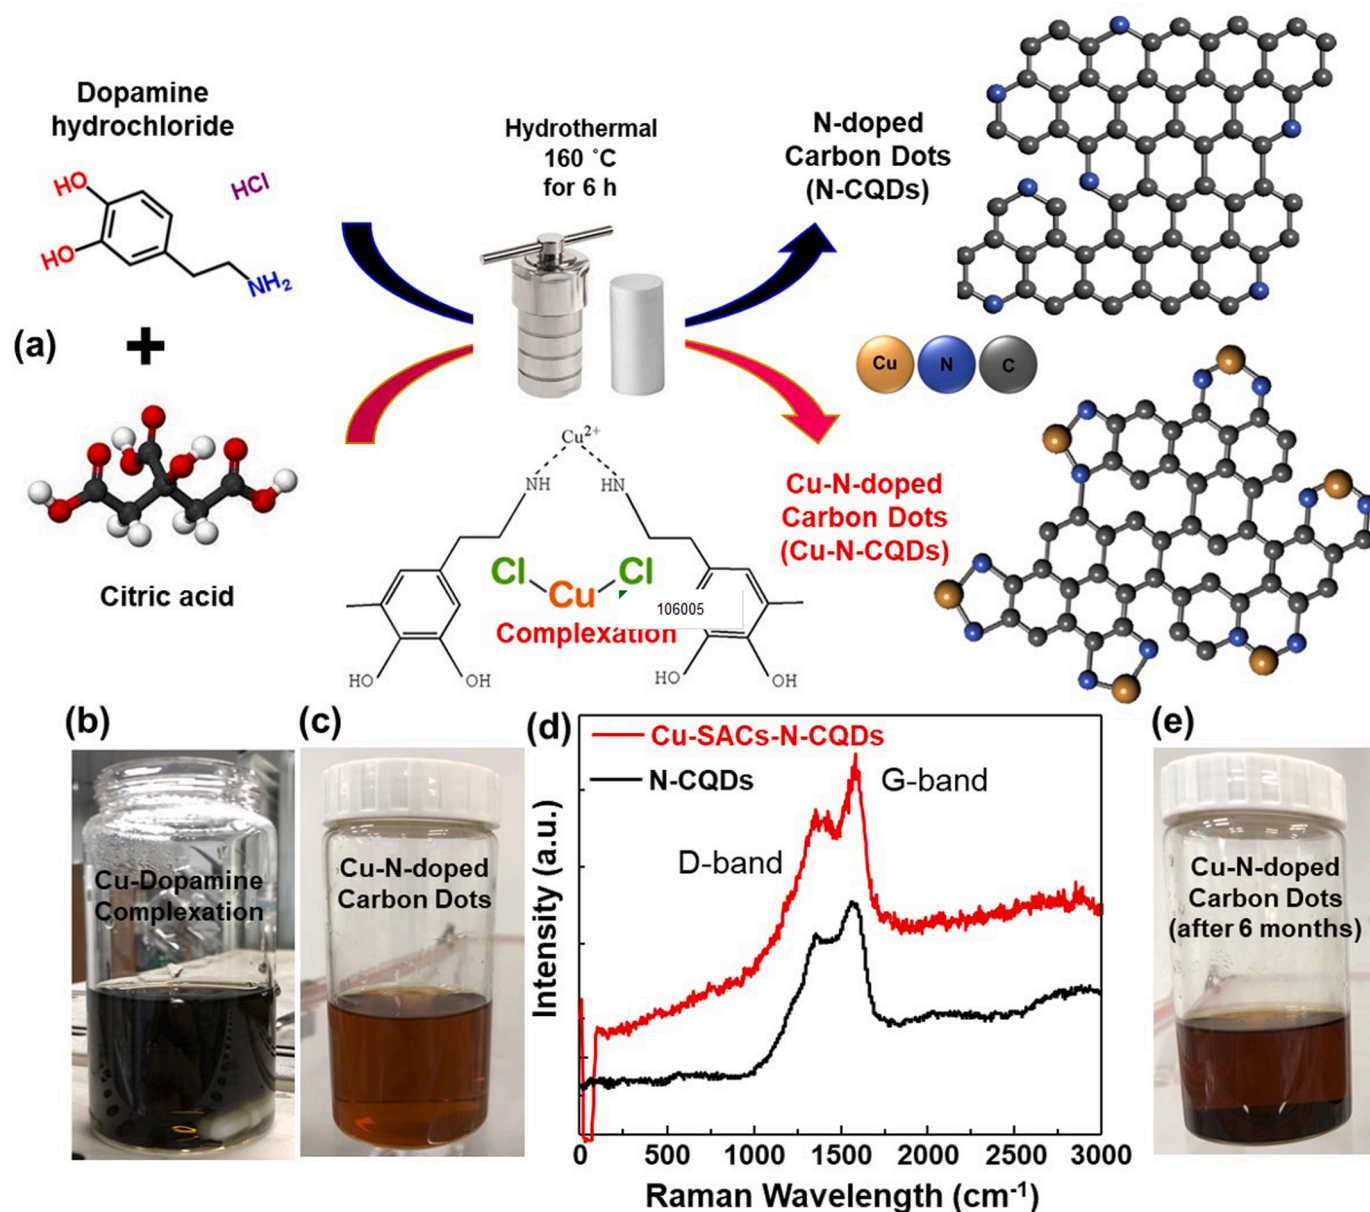 Dopamine
hydrochloride
HO
HO
HCl
NH2
(a)
+
Citric acid
Hydrothermal
160 ˚C
for 6 h
N-doped
Carbon Dots
(N-CQDs)
Cu
N
C
Cu2+
NH
HN
Cl
Cl
Cu
106005
Complexation
HO
OH
HO
OH
Cu-N-doped
Carbon Dots
(Cu-N-CQDs)
(b)
Cu-Dopamine
Complexation
(c)
Cu-N-doped
Carbon Dots
(d)
Cu-SACs-N-CQDs
N-CQDs
G-band
D-band
Intensity (a.u.)
0 500 1000 1500 2000 2500 3000
Raman Wavelength (cm-1)
(e)
Cu-N-doped
Carbon Dots
(after 6 months)